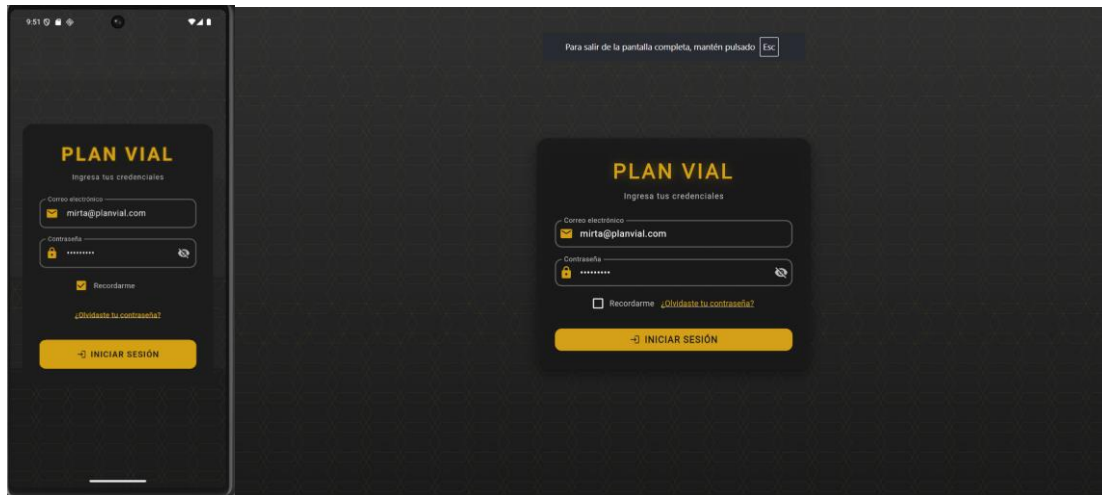 9:51
PLAN VIAL
Ingresa tus credenciales
Correo electrónico
mirta@planvial.com
Contraseña
•••••••••
Recordarme
¿Olvidaste tu contraseña?
INICIAR SESIÓN
Para salir de la pantalla completa, mantén pulsado Esc
PLAN VIAL
Ingresa tus credenciales
Correo electrónico
mirta@planvial.com
Contraseña
•••••••••
Recordarme ¿Olvidaste tu contraseña?
INICIAR SESIÓN